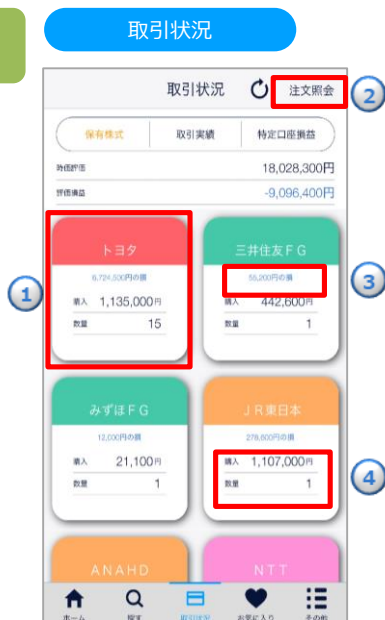 取引状況
取引状況
注文照会
②
保有株式
取引実績
特定口座損益
時価評価
18,028,300円
評価損益
-9,096,400円
①
トヨタ
三井住友ＦＧ
6,724,500円の損
55,200円の損
③
購入 1,135,000円
購入 442,600円
数量 15
数量 1
みずほＦＧ
ＪＲ東日本
12,000円の損
278,600円の損
購入 21,100円
購入 1,107,000円
④
数量 1
数量 1
ＡＮＡＨＤ
ＮＴＴ
ホーム
探す
取引状況
お気に入り
その他